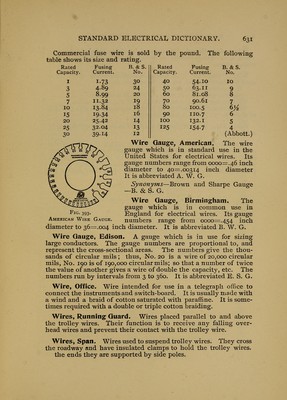 STANDARD ELECTRICAL DICTIONARY. 631
Commercial fuse wire is sold by the pound. The following
table shows its size and rating.
Rated Fusing B. & S. Rated Fusing B. & S.
Capacity. Current. No. Capacity. Current. No.
1 1.73 30 40 54.10 10
3 4.89 24 50 63.11 9
5 8.99 20 60 81.08 8
7 11.32 19 70 90.61 7
10 13.84 18 80 100.5 6½
15 19.34 16 90 110.7 6
20 25.42 14 100 132.1 5
25 32.04 13 125 154.7 4
30 39.14 12 (Abbott.)
Wire Gauge, American. The wire
gauge which is in standard use in the
United States for electrical wires. Its
gauge numbers range from 0000=.46 inch
diameter to 40=.00314 inch diameter
It is abbreviated A. W. G.
Synonyms—Brown and Sharpe Gauge
—B. & S. G.
Wire Gauge, Birmingham. The
gauge which is in common use in
England for electrical wires. Its gauge
numbers range from 0000=.454 inch
diameter to 36=.004 inch diameter. It is abbreviated B. W. G.
Fig. 393.
American Wire Gauge.
Wire Gauge, Edison. A gauge which is in use for sizing
large conductors. The gauge numbers are proportional to, and
represent the cross-sectional areas. The numbers give the thou-
sands of circular mils; thus, No. 20 is a wire of 20,000 circular
mils, No. 190 is of 190,000 circular mils; so that a number of twice
the value of another gives a wire of double the capacity, etc. The
numbers run by intervals from 3 to 360. It is abbreviated E. S. G.
Wire, Office. Wire intended for use in a telegraph office to
connect the instruments and switch-board. It is usually made with
a wind and a braid of cotton saturated with paraffine. It is some-
times required with a double or triple cotton braiding.
Wires, Running Guard. Wires placed parallel to and above
the trolley wires. Their function is to receive any falling over-
head wires and prevent their contact with the trolley wire.
Wires, Span. Wires used to suspend trolley wires. They cross
the roadway and have insulated clamps to hold the trolley wires.
the ends they are supported by side poles.